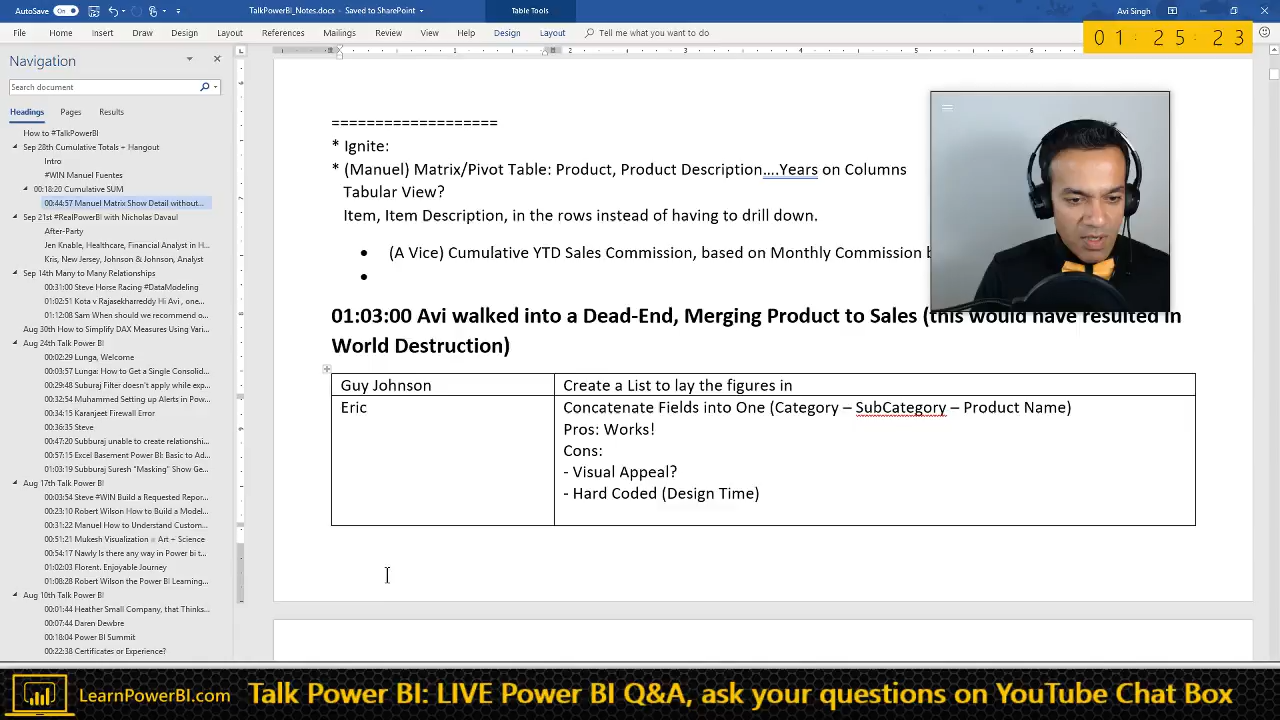 AutoSave On
TalkPowerBI_Notes.docx - Saved to SharePoint
Table Tools
Avi Singh
File
Home
Insert
Draw
Design
Layout
References
Mailings
Review
View
Help
Design
Layout
Tell me what you want to do
01:25:23
Navigation
Search document
Headings
Pages
Results
How to #TalkPowerBI
Sep 28th Cumulative Totals + Hangout
Intro
#WIN Manuel Fuentes
00:18:20 Cumulative SUM
00:44:57 Manuel Matrix Show Detail without...
Sep 21st #RealPowerBI with Nicholas Davaul
After-Party
Jen Knable, Healthcare, Financial Analyst in H...
Kris, New Jersey, Johnson & Johnson, Analyst
Sep 14th Many to Many Relationships
00:31:00 Steve Horse Racing #DataModeling
01:02:51 Kota v Rajasekharreddy Hi Avi , one...
01:12:08 Sam When should we recommend o...
Aug 30th How to Simplify DAX Measures Using Vari...
Aug 24th Talk Power BI
00:02:29 Lunga, Welcome
00:03:57 Lunga: How to Get a Single Consolid...
00:29:48 Suburaj Filter doesn't apply while exp...
00:32:54 Muhammed Setting up Alerts in Email
00:34:15 Karanjeet Firewall Error
00:36:35 Steve
00:47:20 Subburaj unable to create relationshi...
00:57:15 Excel Basement Power BI: Basic to Ad...
01:03:19 Subburaj Suresh "Masking" Show Ge...
Aug 17th Talk Power BI
00:03:54 Steve #WIN Build a Requested Repor...
00:23:10 Robert Wilson How to Build a Model...
00:31:22 Manuel How to Understand Custom...
00:51:21 Mukesh Visualization = Art + Science
00:54:17 Nawly Is there any way in Power bi t...
01:02:03 Florent. Enjoyable Journey
01:08:28 Robert Wilson the Power BI Learning...
Aug 10th Talk Power BI
00:01:44 Heather Small Company, that Thinks...
00:07:44 Daren Dewbre
00:18:04 Power BI Summit
00:22:38 Certificates or Experience?
===================
* Ignite:
* (Manuel) Matrix/Pivot Table: Product, Product Description....Years on Columns
Tabular View?
Item, Item Description, in the rows instead of having to drill down.
• (A Vice) Cumulative YTD Sales Commission, based on Monthly Commission b
•
01:03:00 Avi walked into a Dead-End, Merging Product to Sales (this would have resulted in
World Destruction)
Guy Johnson
Create a List to lay the figures in
Eric
Concatenate Fields into One (Category – SubCategory – Product Name)
Pros: Works!
Cons:
- Visual Appeal?
- Hard Coded (Design Time)
LearnPowerBI.com
Talk Power BI: LIVE Power BI Q&A, ask your questions on YouTube Chat Box